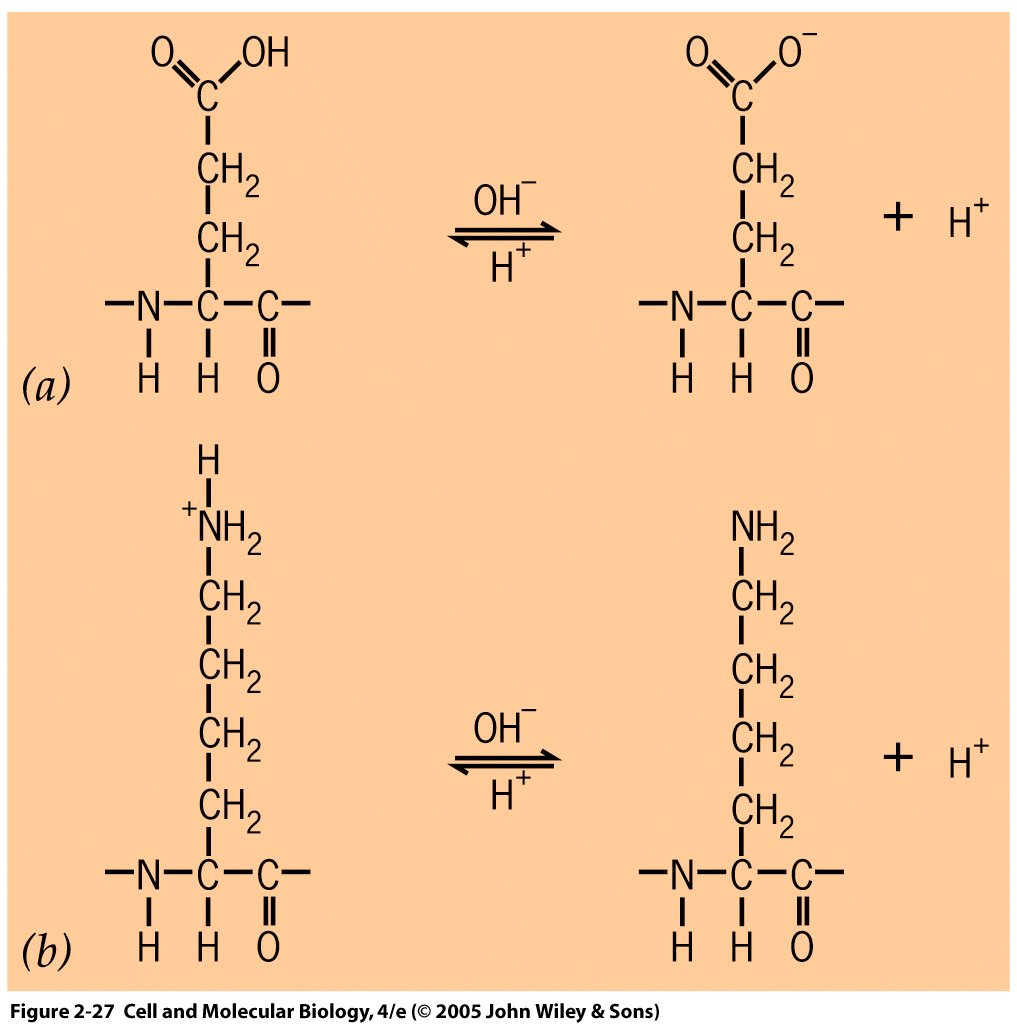 O OH O O⁻
C C
CH₂ CH₂
OH⁻ + H⁺
CH₂ CH₂
H⁺
–N–C–C– –N–C–C–
(a) H H O H H O
H
⁺NH₂ NH₂
CH₂ CH₂
CH₂ CH₂
CH₂ OH⁻ CH₂ + H⁺
H⁺
CH₂ CH₂
–N–C–C– –N–C–C–
(b) H H O H H O
Figure 2-27 Cell and Molecular Biology, 4/e (© 2005 John Wiley & Sons)